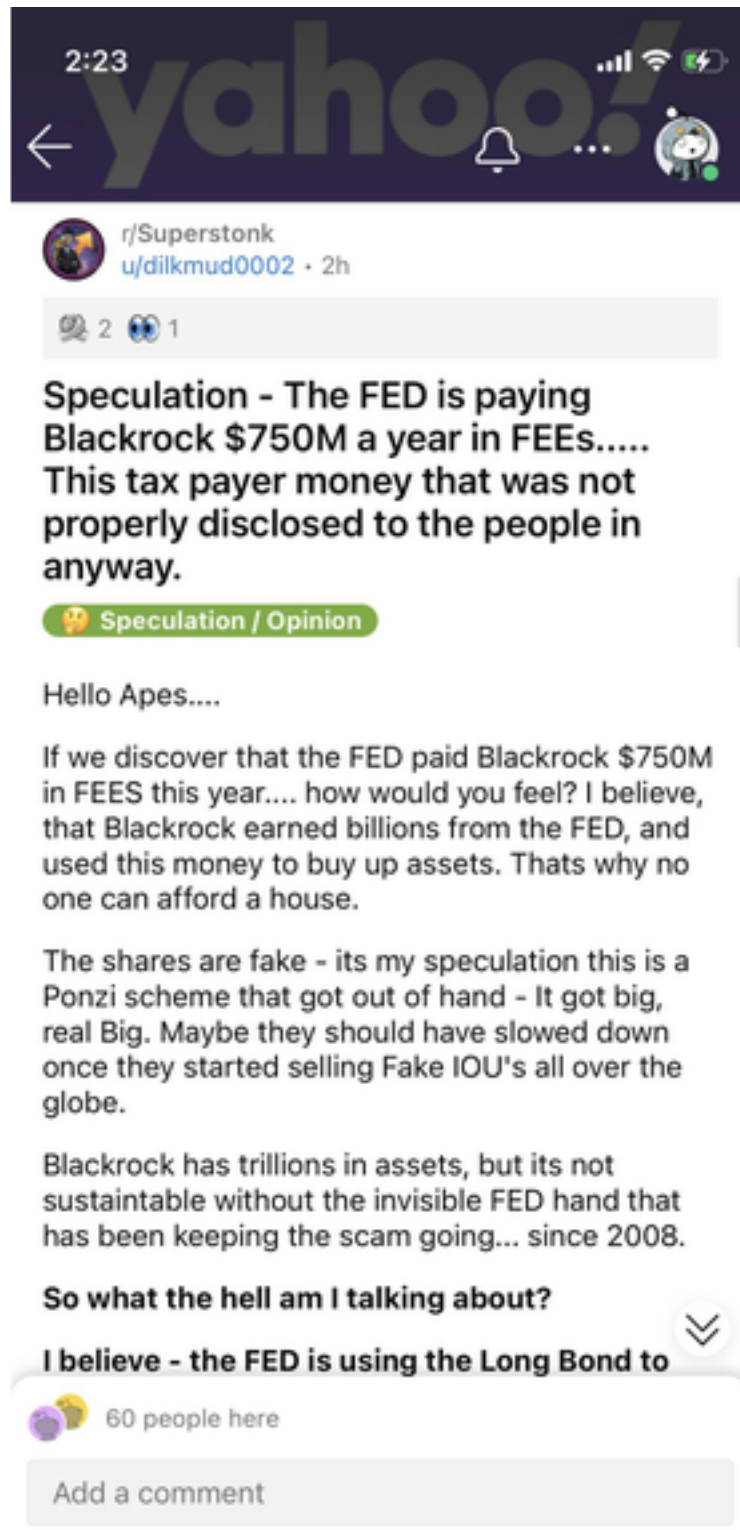 yahoo!
2:23
r/Superstonk
u/dilkmud0002 • 2h
2 1
Speculation - The FED is paying
Blackrock $750M a year in FEEs.....
This tax payer money that was not
properly disclosed to the people in
anyway.
Speculation / Opinion
Hello Apes....
If we discover that the FED paid Blackrock $750M
in FEES this year.... how would you feel? I believe,
that Blackrock earned billions from the FED, and
used this money to buy up assets. Thats why no
one can afford a house.
The shares are fake - its my speculation this is a
Ponzi scheme that got out of hand - It got big,
real Big. Maybe they should have slowed down
once they started selling Fake IOU's all over the
globe.
Blackrock has trillions in assets, but its not
sustaintable without the invisible FED hand that
has been keeping the scam going... since 2008.
So what the hell am I talking about?
I believe - the FED is using the Long Bond to
60 people here
Add a comment